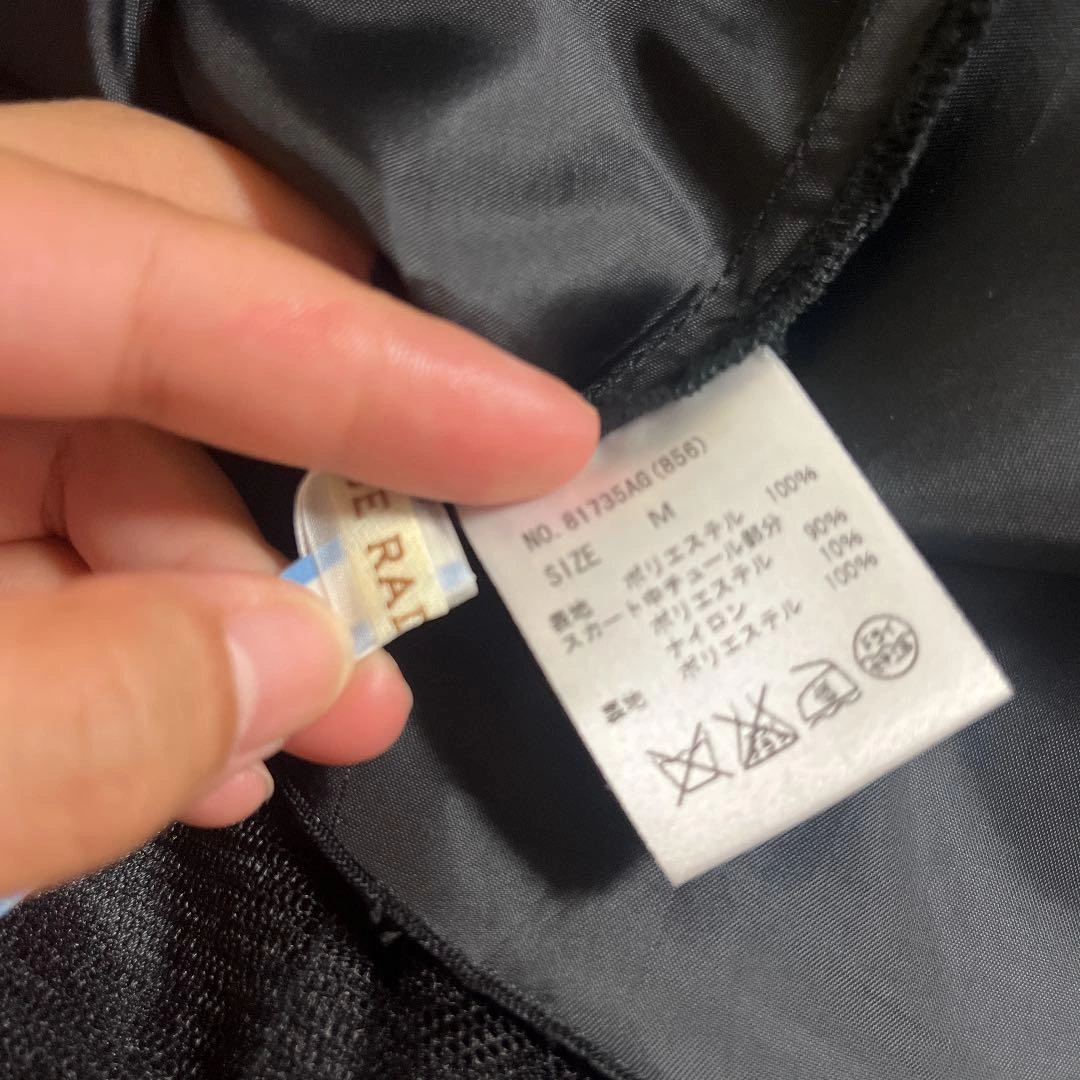 NO. 81735AG(B56)
SIZE M
表地 ポリエステル 100%
スカート中チュール部分
ポリエステル 90%
ナイロン 10%
裏地 ポリエステル 100%